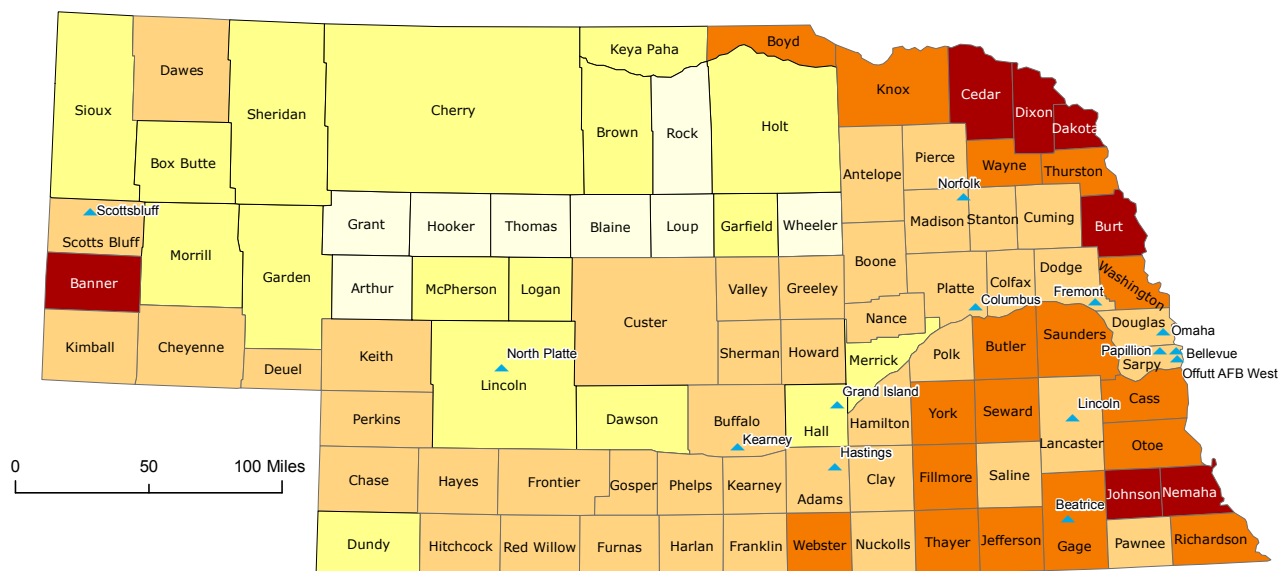 Boyd
Keya Paha
Dawes
Knox
Cedar
Sioux
Cherry
Sheridan
Dixon
Holt
Dakota
Brown
Rock
Box Butte
Pierce
Wayne
Thurston
Antelope
Norfolk
Scottsbluff
Madison
Stanton
Cuming
Grant
Hooker
Thomas
Blaine
Loup
Garfield
Wheeler
Burt
Scotts Bluff
Morrill
Boone
Garden
Banner
Arthur
McPherson
Logan
Valley
Greeley
Platte
Colfax
Dodge
Washington
Fremont
Columbus
Custer
Nance
Douglas
Omaha
Kimball
Cheyenne
Keith
North Platte
Lincoln
Sherman
Howard
Merrick
Polk
Butler
Saunders
Papillion
Bellevue
Sarpy
Offutt AFB West
Deuel
Grand Island
Perkins
Dawson
Buffalo
Hall
Hamilton
York
Seward
Lincoln
Cass
Kearney
Lancaster
Otoe
Hastings
0
50
100 Miles
Chase
Hayes
Frontier
Gosper
Phelps
Kearney
Adams
Clay
Fillmore
Saline
Johnson
Nemaha
Beatrice
Dundy
Hitchcock
Red Willow
Furnas
Harlan
Franklin
Webster
Nuckolls
Thayer
Jefferson
Gage
Pawnee
Richardson